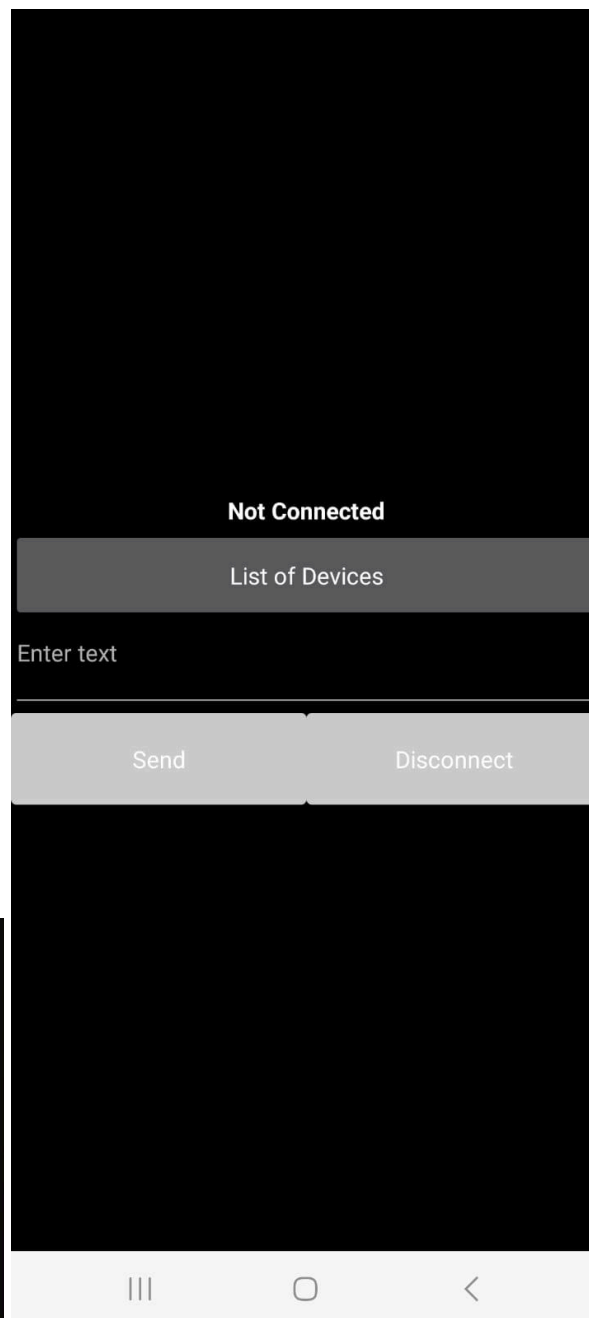 Not Connected
List of Devices
Enter text
Send
Disconnect